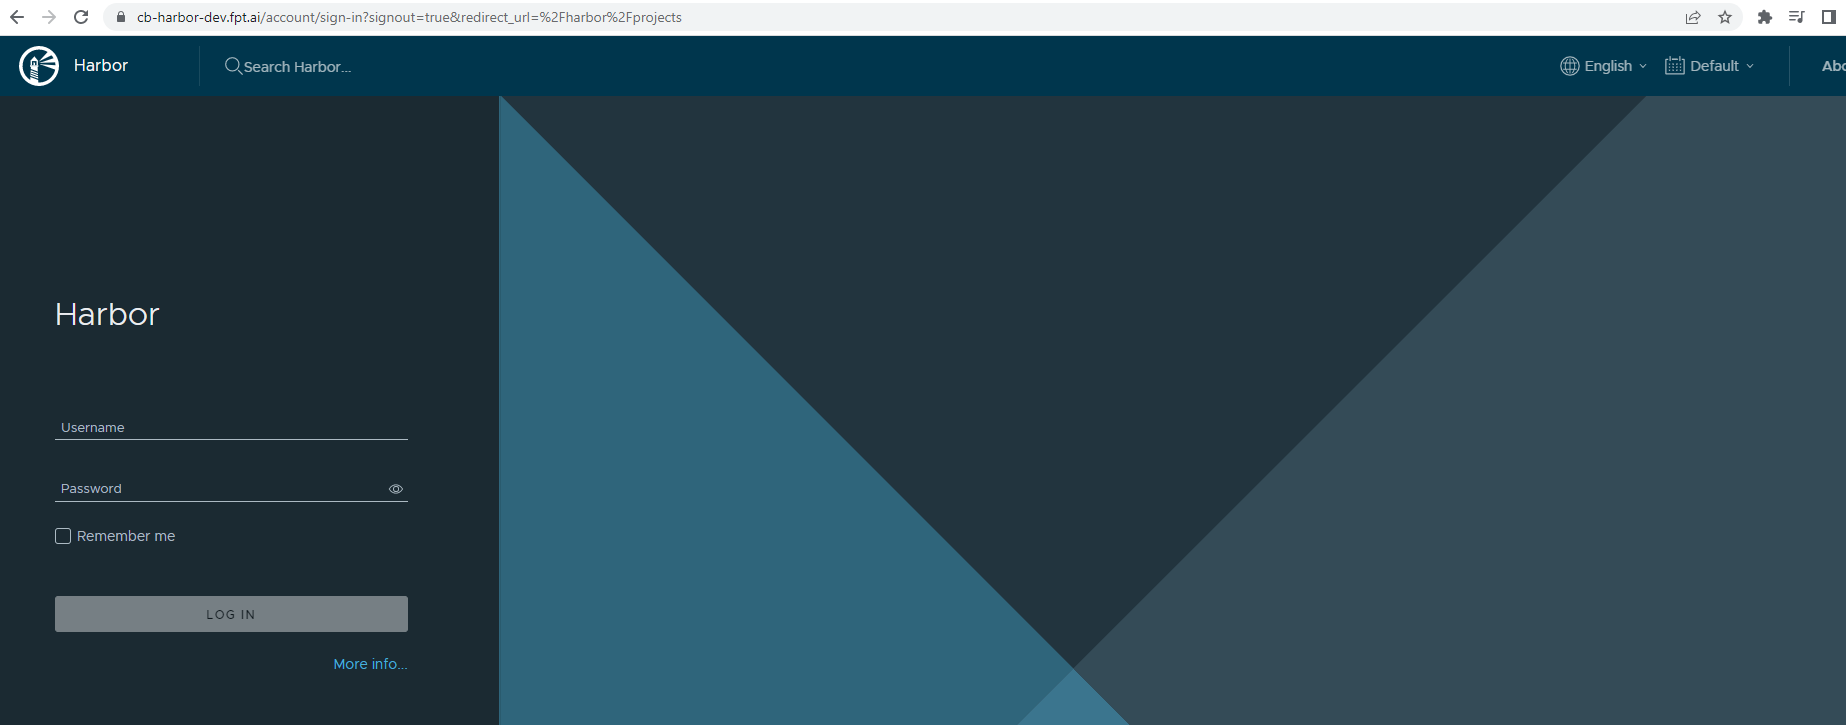 cb-harbor-dev.fpt.ai/account/sign-in?signout=true&redirect_url=%2Fharbor%2Fprojects
Harbor
Search Harbor...
English
Default
Abo
Harbor
Username
Password
Remember me
LOG IN
More info...